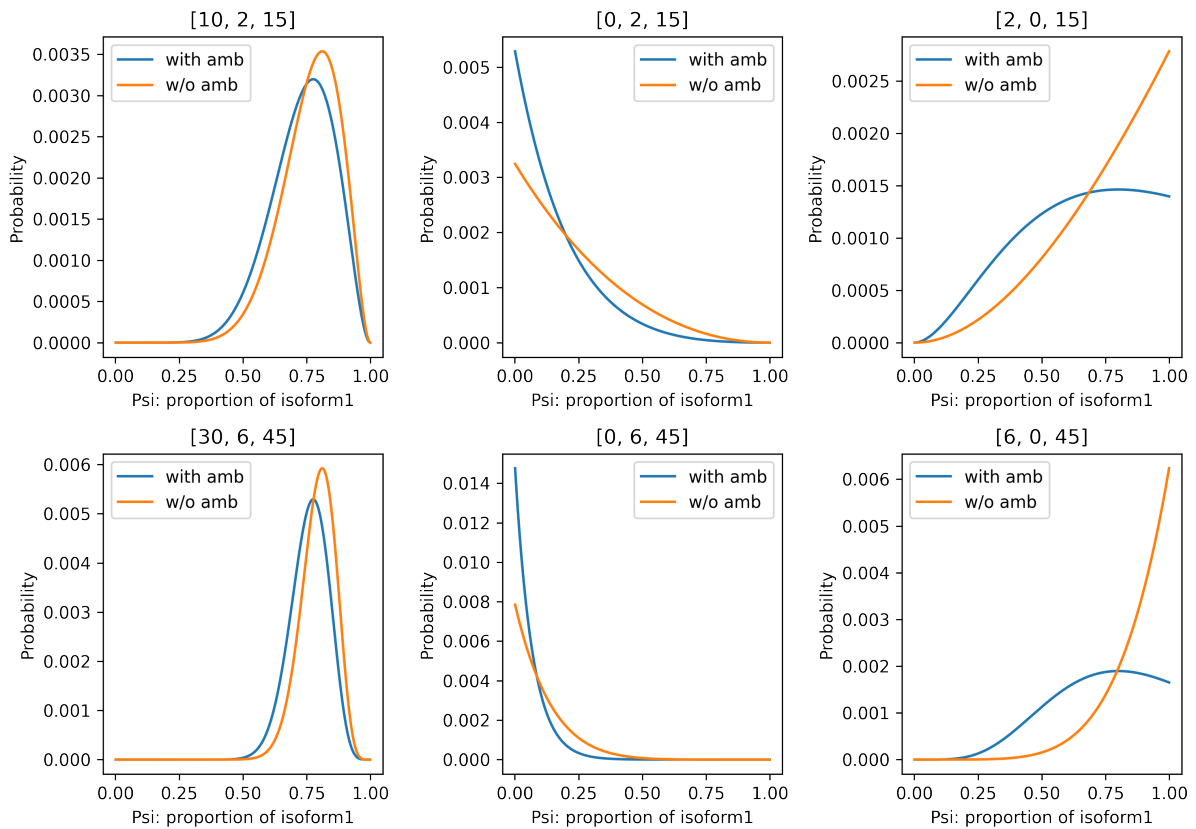 [10, 2, 15]
with amb
w/o amb
0.0035
0.0030
0.0025
0.0020
0.0015
0.0010
0.0005
0.0000
Probability
0.00 0.25 0.50 0.75 1.00
Psi: proportion of isoform1
[0, 2, 15]
with amb
w/o amb
0.005
0.004
0.003
0.002
0.001
0.000
Probability
0.00 0.25 0.50 0.75 1.00
Psi: proportion of isoform1
[2, 0, 15]
with amb
w/o amb
0.0025
0.0020
0.0015
0.0010
0.0005
0.0000
Probability
0.00 0.25 0.50 0.75 1.00
Psi: proportion of isoform1
[30, 6, 45]
with amb
w/o amb
0.006
0.005
0.004
0.003
0.002
0.001
0.000
Probability
0.00 0.25 0.50 0.75 1.00
Psi: proportion of isoform1
[0, 6, 45]
with amb
w/o amb
0.014
0.012
0.010
0.008
0.006
0.004
0.002
0.000
Probability
0.00 0.25 0.50 0.75 1.00
Psi: proportion of isoform1
[6, 0, 45]
with amb
w/o amb
0.006
0.005
0.004
0.003
0.002
0.001
0.000
Probability
0.00 0.25 0.50 0.75 1.00
Psi: proportion of isoform1